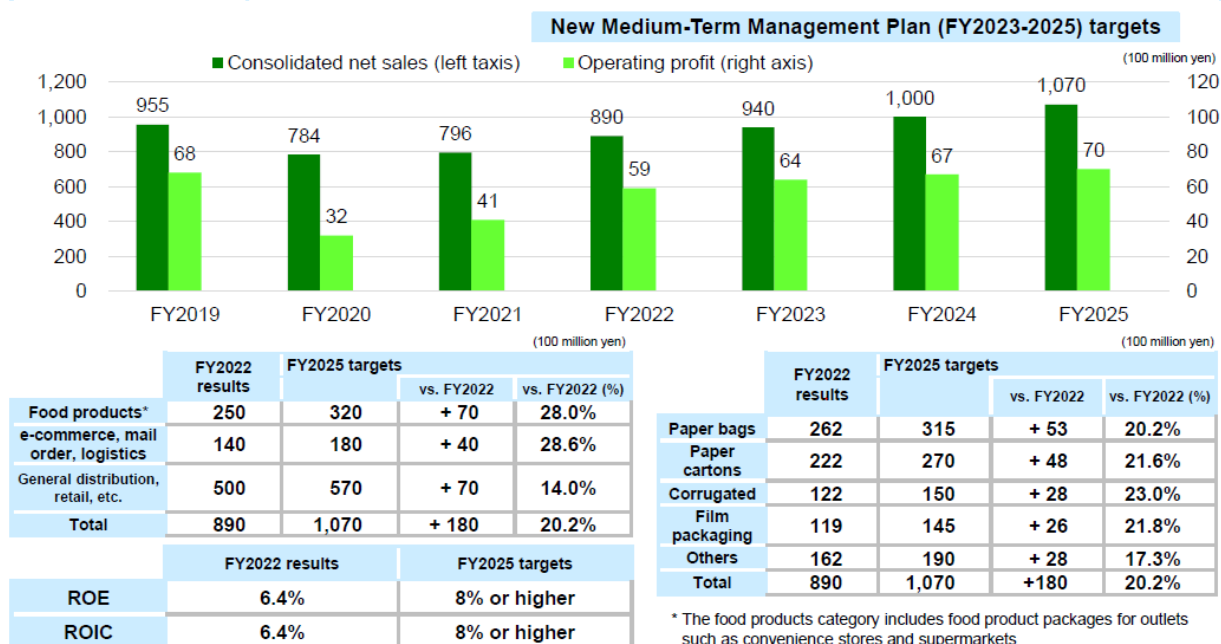 New Medium-Term Management Plan (FY2023-2025) targets
Consolidated net sales (left taxis) Operating profit (right axis) (100 million yen)
1,200 120
1,000 100
800 80
600 60
400 40
200 20
0 0
955 784 796 890 940 1,000 1,070
68 32 41 59 64 67 70
FY2019 FY2020 FY2021 FY2022 FY2023 FY2024 FY2025
(100 million yen)
FY2022 results FY2025 targets
vs. FY2022 vs. FY2022 (%)
Food products* 250 320 + 70 28.0%
e-commerce, mail order, logistics 140 180 + 40 28.6%
General distribution, retail, etc. 500 570 + 70 14.0%
Total 890 1,070 + 180 20.2%
FY2022 results FY2025 targets
ROE 6.4% 8% or higher
ROIC 6.4% 8% or higher
(100 million yen)
FY2022 results FY2025 targets
vs. FY2022 vs. FY2022 (%)
Paper bags 262 315 + 53 20.2%
Paper cartons 222 270 + 48 21.6%
Corrugated 122 150 + 28 23.0%
Film packaging 119 145 + 26 21.8%
Others 162 190 + 28 17.3%
Total 890 1,070 +180 20.2%
* The food products category includes food product packages for outlets
such as convenience stores and supermarkets